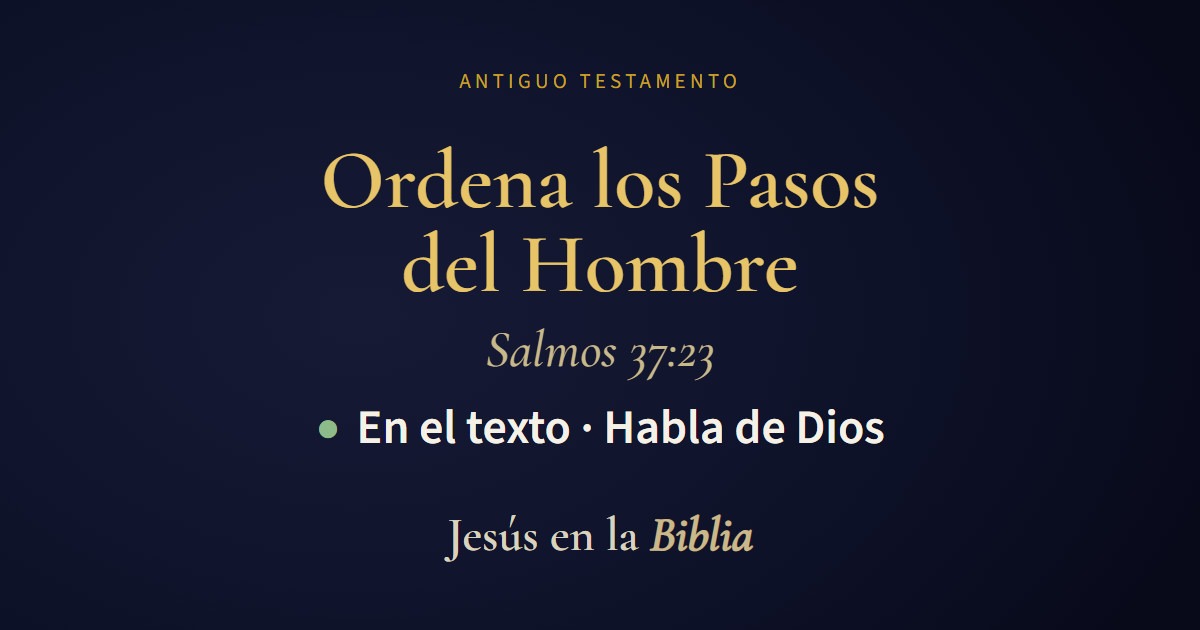 ANTIGUO TESTAMENTO
Ordena los Pasos
del Hombre
Salmos 37:23
● En el texto · Habla de Dios
Jesús en la Biblia